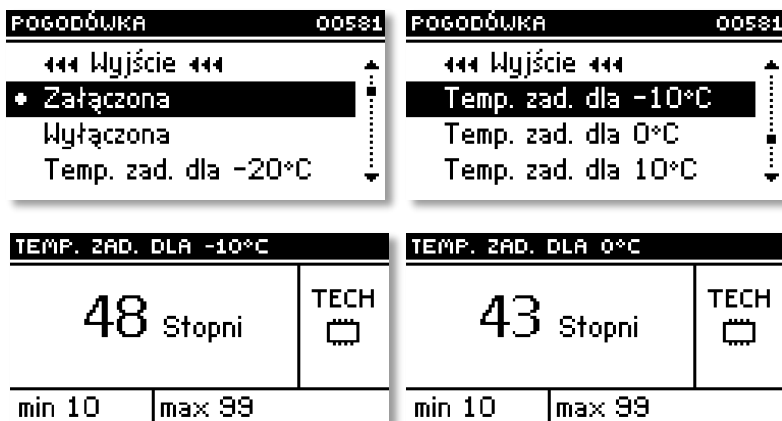 POGODÓWKA 00581
Wyjście
Załączona
Wyłączona
Temp. zad. dla -20°C
POGODÓWKA 00581
Wyjście
Temp. zad. dla -10°C
Temp. zad. dla 0°C
Temp. zad. dla 10°C
TEMP. ZAD. DLA -10°C
48 Stopni
TECH
min 10 max 99
TEMP. ZAD. DLA 0°C
43 Stopni
TECH
min 10 max 99